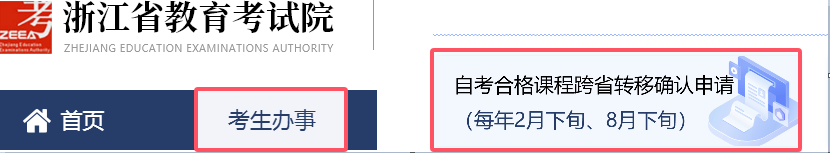 考
ZEEA
Zhejiang Education
Examinations Authority
浙江省教育考试院
ZHEJIANG EDUCATION EXAMINATIONS AUTHORITY
首页
考生办事
自考合格课程跨省转移确认申请
（每年2月下旬、8月下旬）